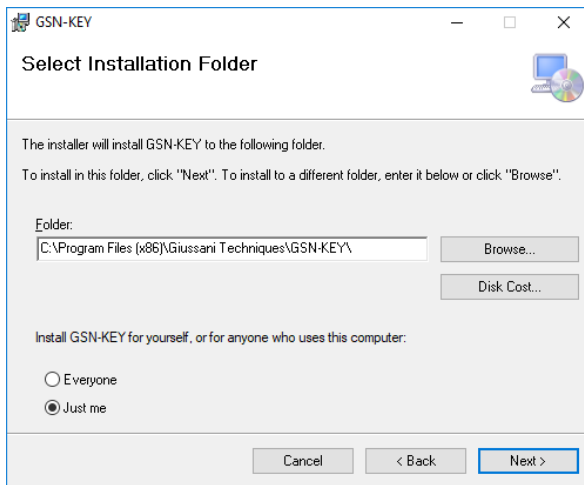 GSN-KEY
Select Installation Folder
The installer will install GSN-KEY to the following folder.
To install in this folder, click "Next". To install to a different folder, enter it below or click "Browse".
Folder:
C:\Program Files (x86)\Giussani Techniques\GSN-KEY\
Browse...
Disk Cost...
Install GSN-KEY for yourself, or for anyone who uses this computer:
Everyone
Just me
Cancel
< Back
Next >